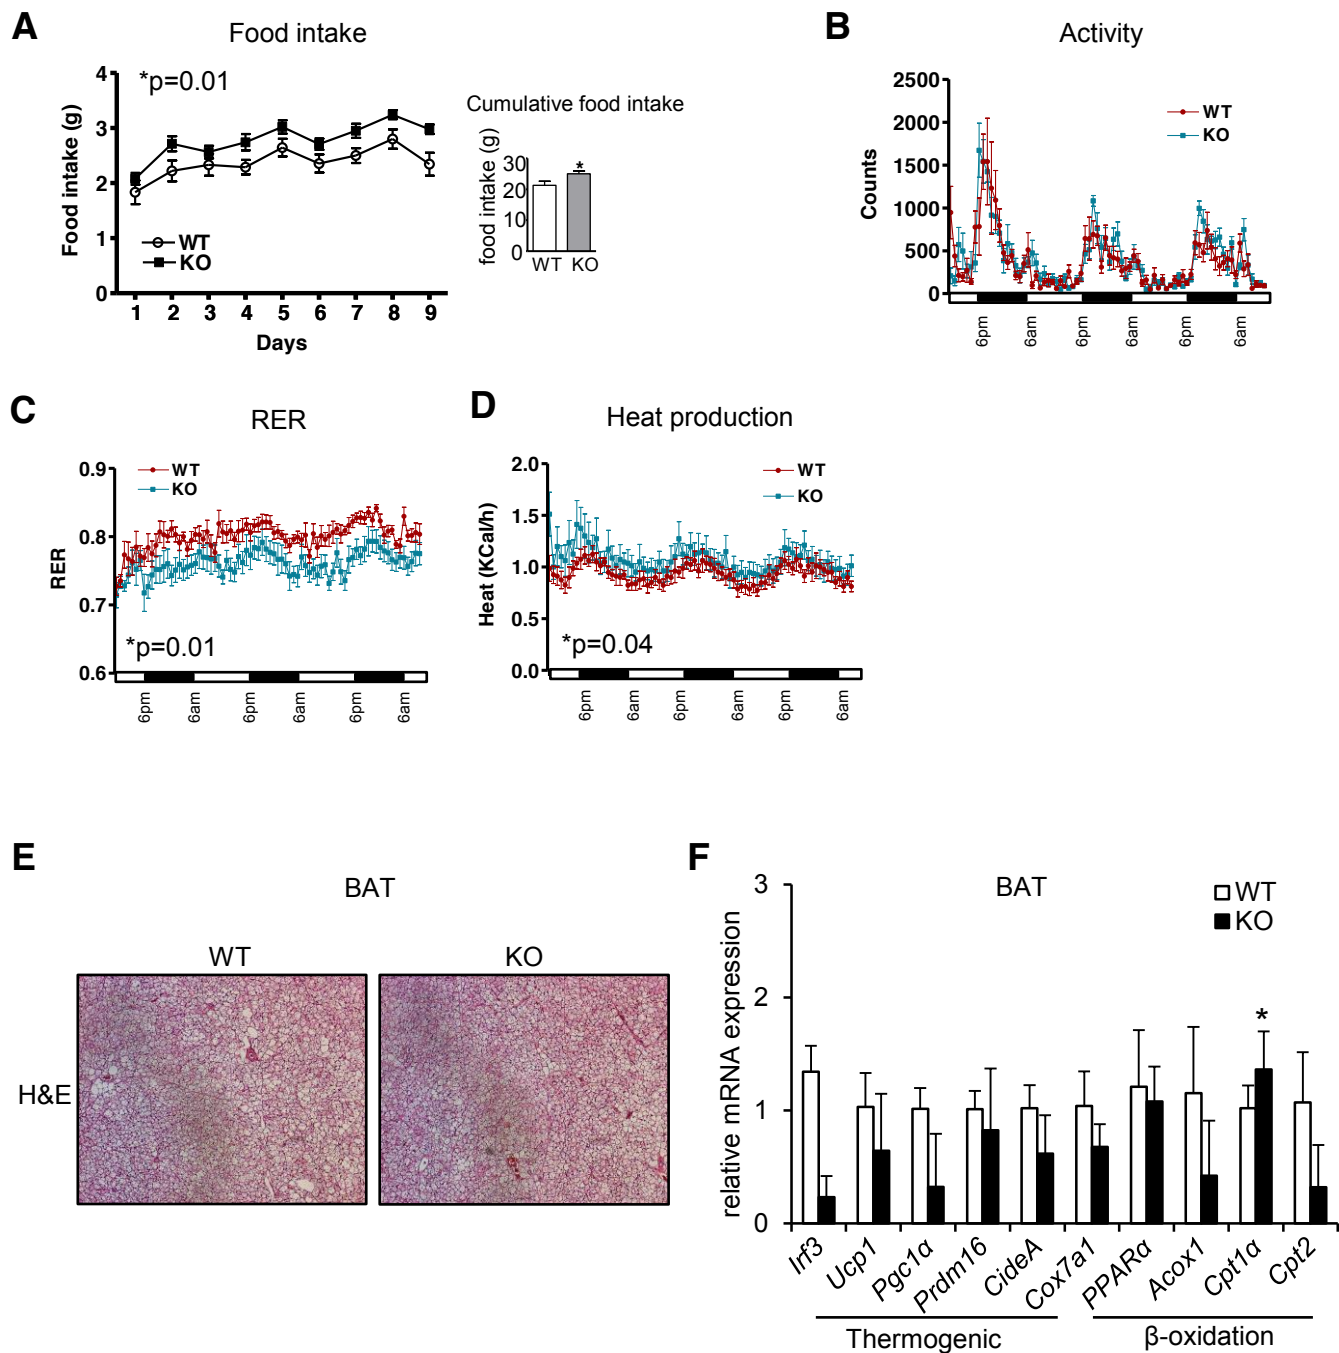 A
Food intake
*p=0.01
4
3
2
1
0
Food intake (g)
WT
KO
1 2 3 4 5 6 7 8 9
Days
Cumulative food intake
food intake (g)
30
20
10
0
*
WT KO
B
Activity
2500
2000
1500
1000
500
0
Counts
WT
KO
6pm 6am 6pm 6am 6pm 6am
C
RER
0.9
0.8
0.7
0.6
RER
WT
KO
*p=0.01
6pm 6am 6pm 6am 6pm 6am
D
Heat production
2.0
1.5
1.0
0.5
0.0
Heat (KCal/h)
WT
KO
*p=0.04
6pm 6am 6pm 6am 6pm 6am
E
BAT
WT KO
H&E
F
BAT
WT
KO
3
2
1
0
relative mRNA expression
*
Irf3 Ucp1 Pgc1α Prdm16 CideA Cox7a1 PPARα Acox1 Cpt1α Cpt2
Thermogenic β-oxidation